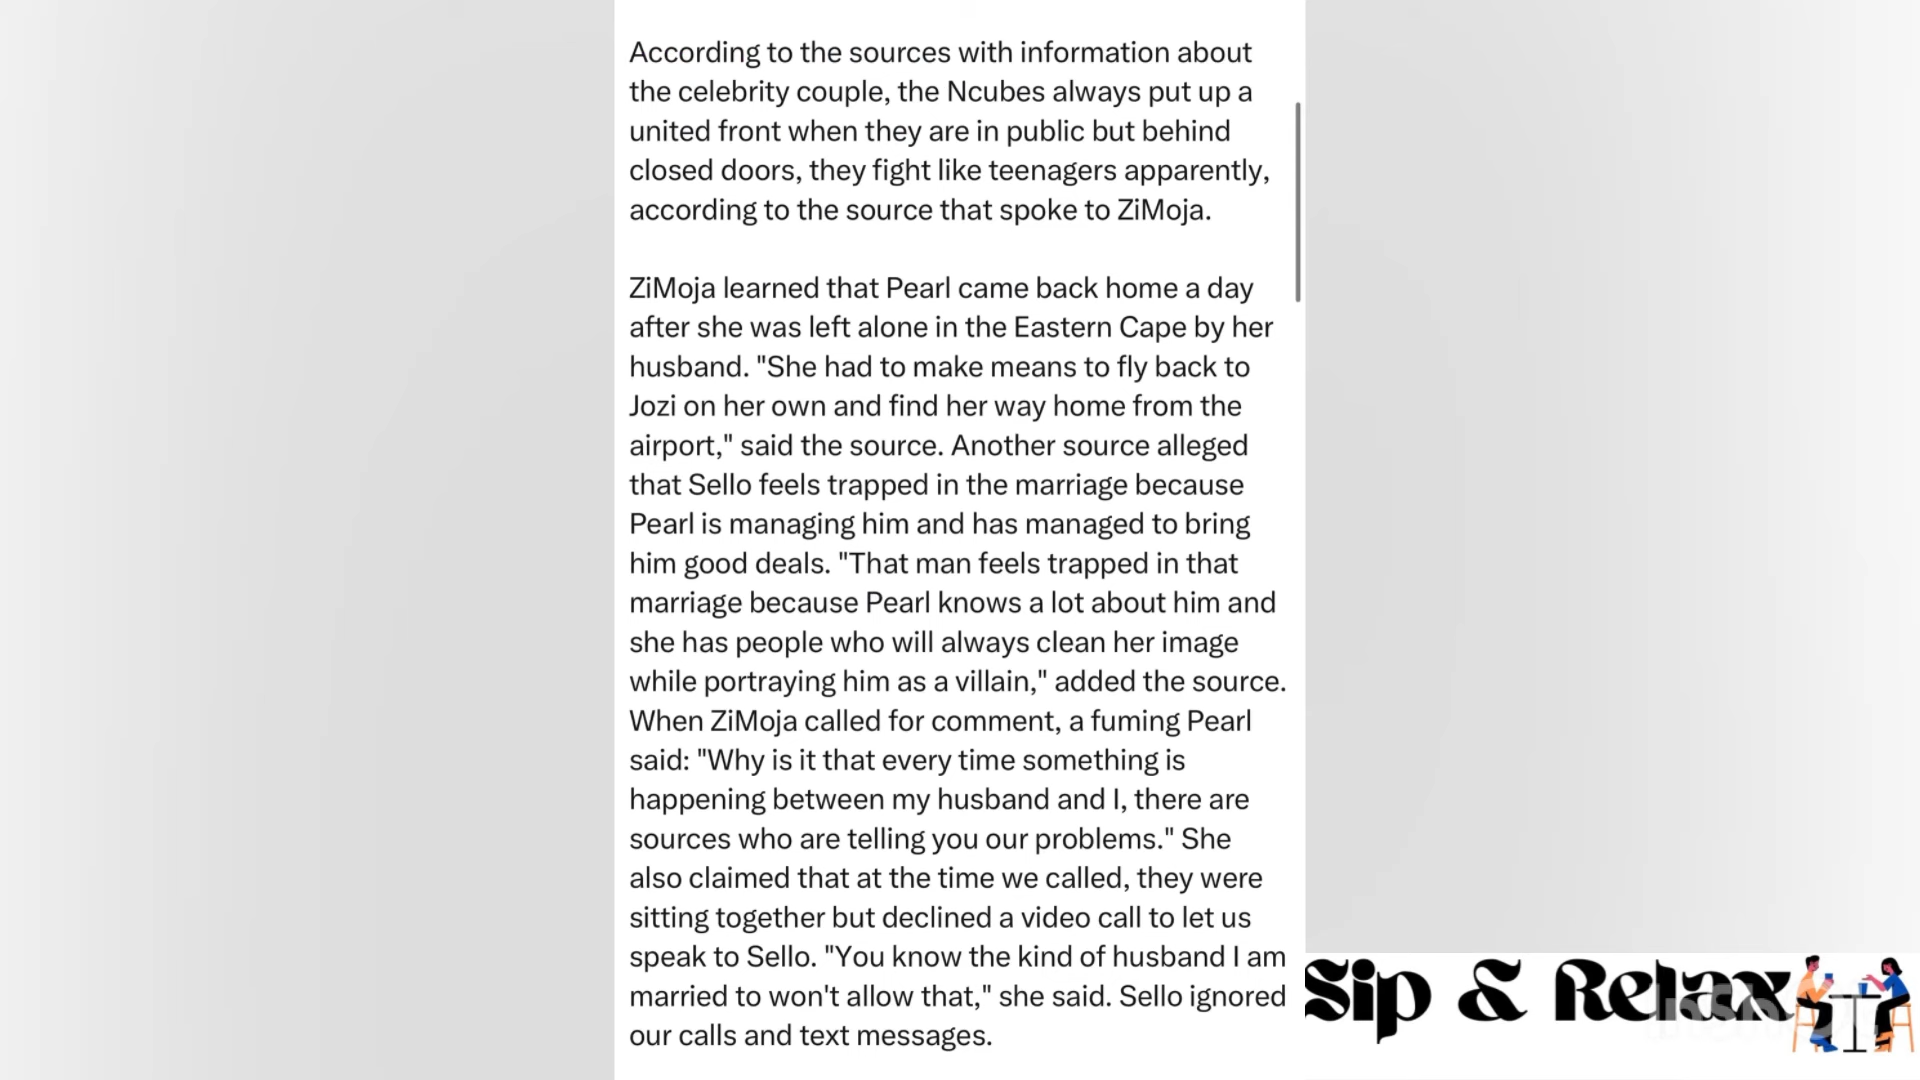 According to the sources with information about
the celebrity couple, the Ncubes always put up a
united front when they are in public but behind
closed doors, they fight like teenagers apparently,
according to the source that spoke to ZiMoja.
ZiMoja learned that Pearl came back home a day
after she was left alone in the Eastern Cape by her
husband. "She had to make means to fly back to
Jozi on her own and find her way home from the
airport," said the source. Another source alleged
that Sello feels trapped in the marriage because
Pearl is managing him and has managed to bring
him good deals. "That man feels trapped in that
marriage because Pearl knows a lot about him and
she has people who will always clean her image
while portraying him as a villain," added the source.
When ZiMoja called for comment, a fuming Pearl
said: "Why is it that every time something is
happening between my husband and I, there are
sources who are telling you our problems." She
also claimed that at the time we called, they were
sitting together but declined a video call to let us
speak to Sello. "You know the kind of husband I am
married to won't allow that," she said. Sello ignored
our calls and text messages.
Sip & Relax